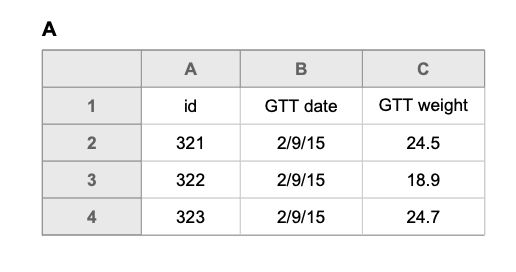 A
A B C
1 id GTT date GTT weight
2 321 2/9/15 24.5
3 322 2/9/15 18.9
4 323 2/9/15 24.7